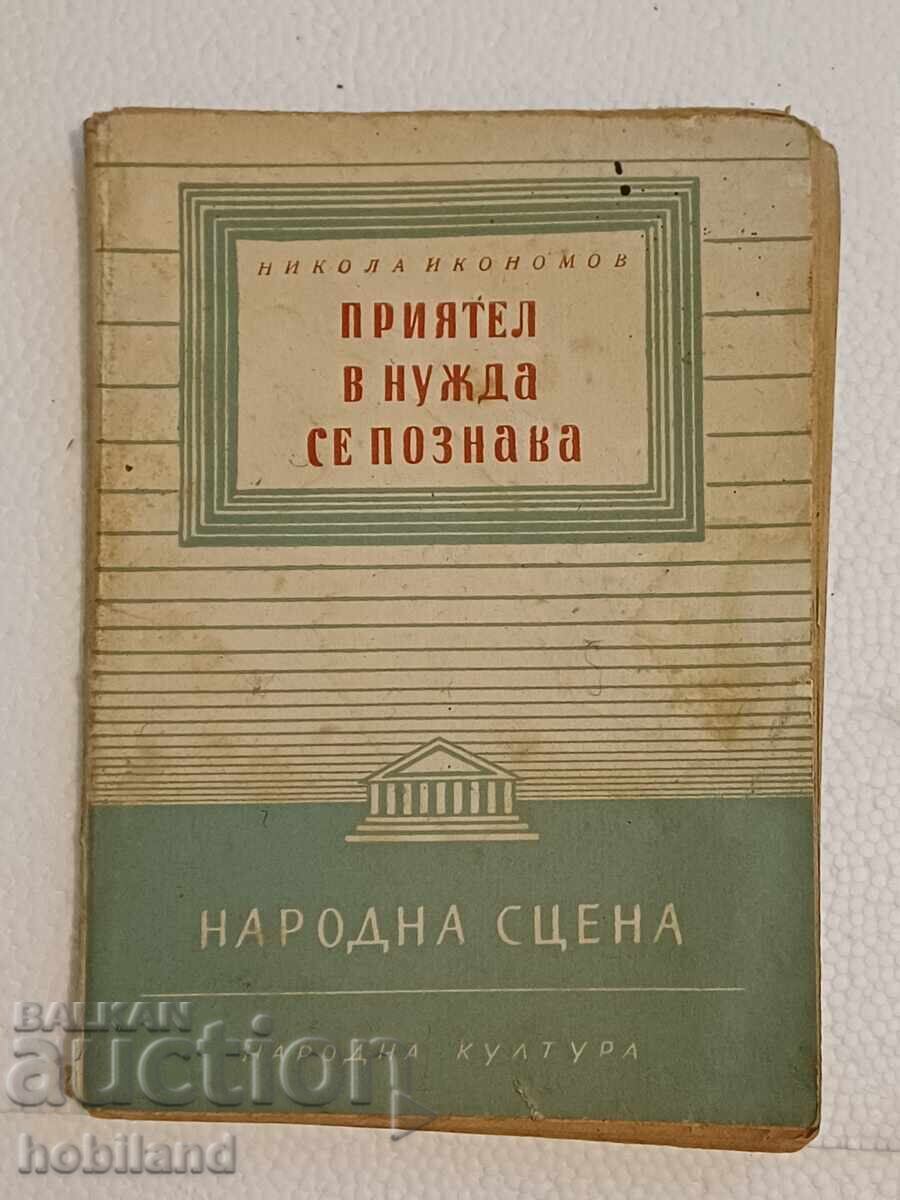 НИКОЛА ИКОНОМОВ
ПРИЯТЕЛ
В НУЖДА
СЕ ПОЗНАВА
НАРОДНА СЦЕНА
НАРОДНА КУЛТУРА
BALKAN
auction
hobiland